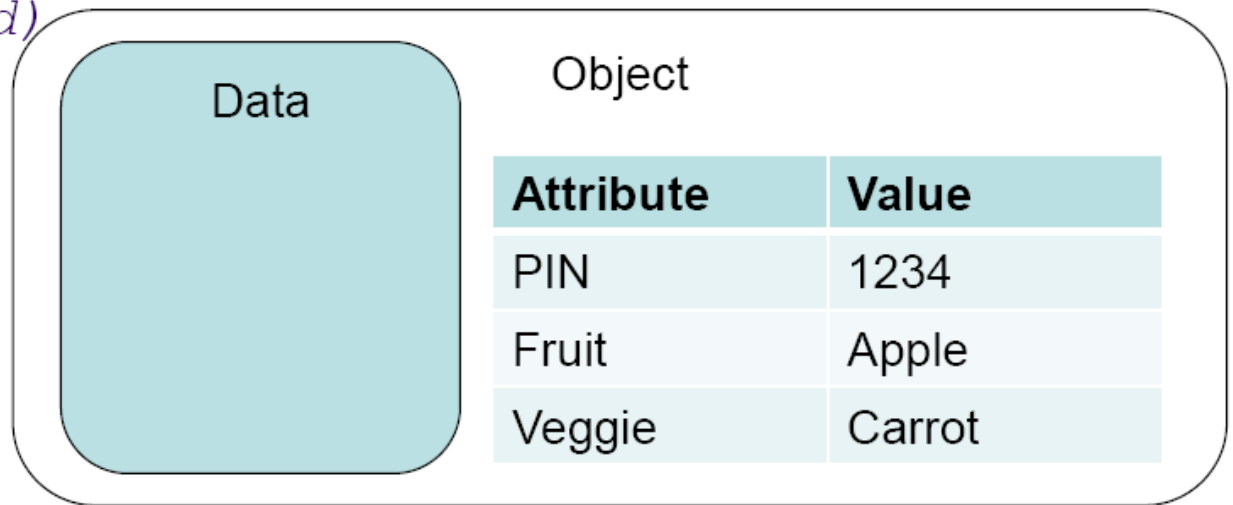 d)
Data
Object
Attribute Value
PIN 1234
Fruit Apple
Veggie Carrot